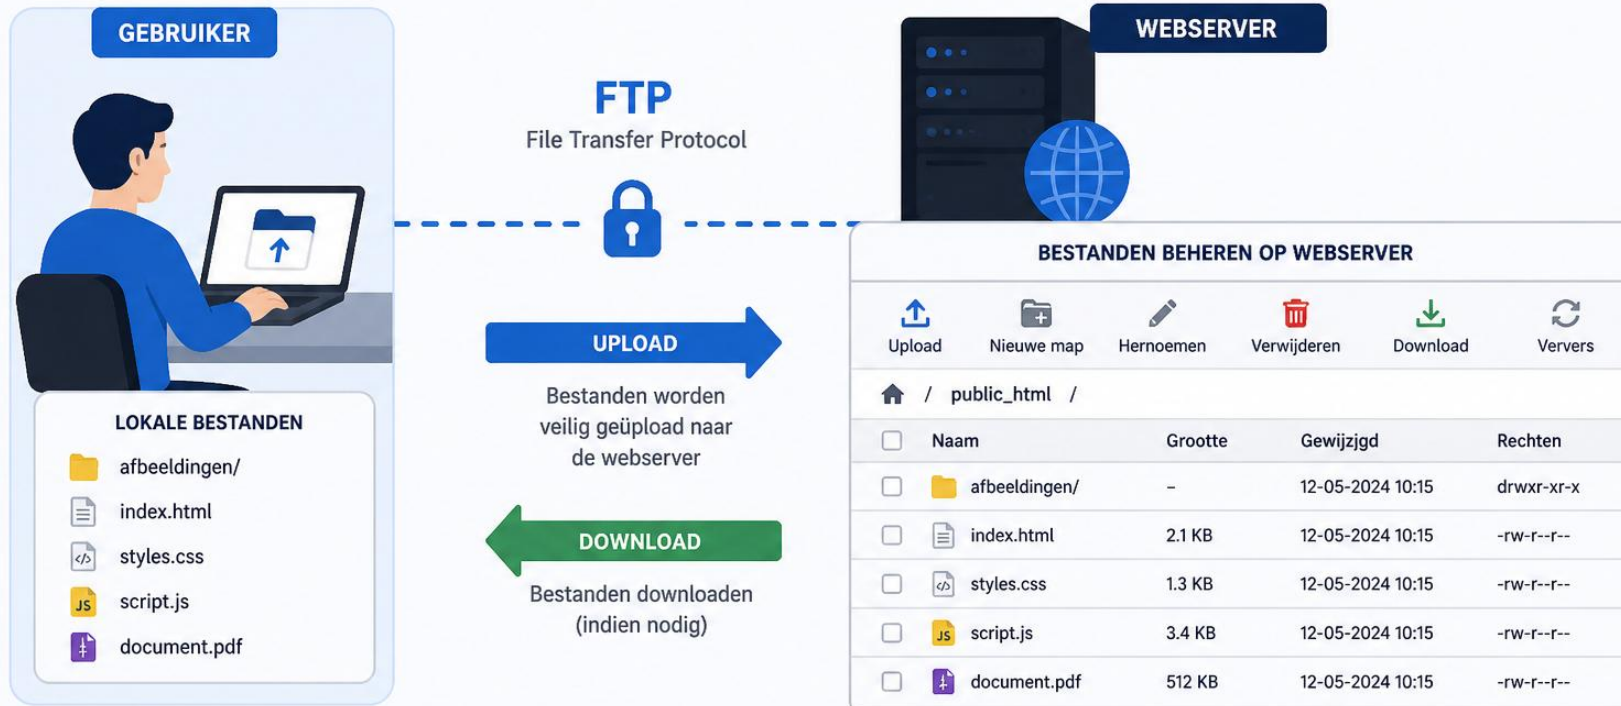 GEBRUIKER
LOKALE BESTANDEN
afbeeldingen/
index.html
styles.css
JS script.js
document.pdf
FTP
File Transfer Protocol
UPLOAD
Bestanden worden
veilig geüpload naar
de webserver
DOWNLOAD
Bestanden downloaden
(indien nodig)
WEBSERVER
BESTANDEN BEHEREN OP WEBSERVER
Upload Nieuwe map Hernoemen Verwijderen Download Ververs
/ public_html /
Naam Grootte Gewijzjgd Rechten
afbeeldingen/ – 12-05-2024 10:15 drwxr-xr-x
index.html 2.1 KB 12-05-2024 10:15 -rw-r--r--
</> styles.css 1.3 KB 12-05-2024 10:15 -rw-r--r--
JS script.js 3.4 KB 12-05-2024 10:15 -rw-r--r--
document.pdf 512 KB 12-05-2024 10:15 -rw-r--r--